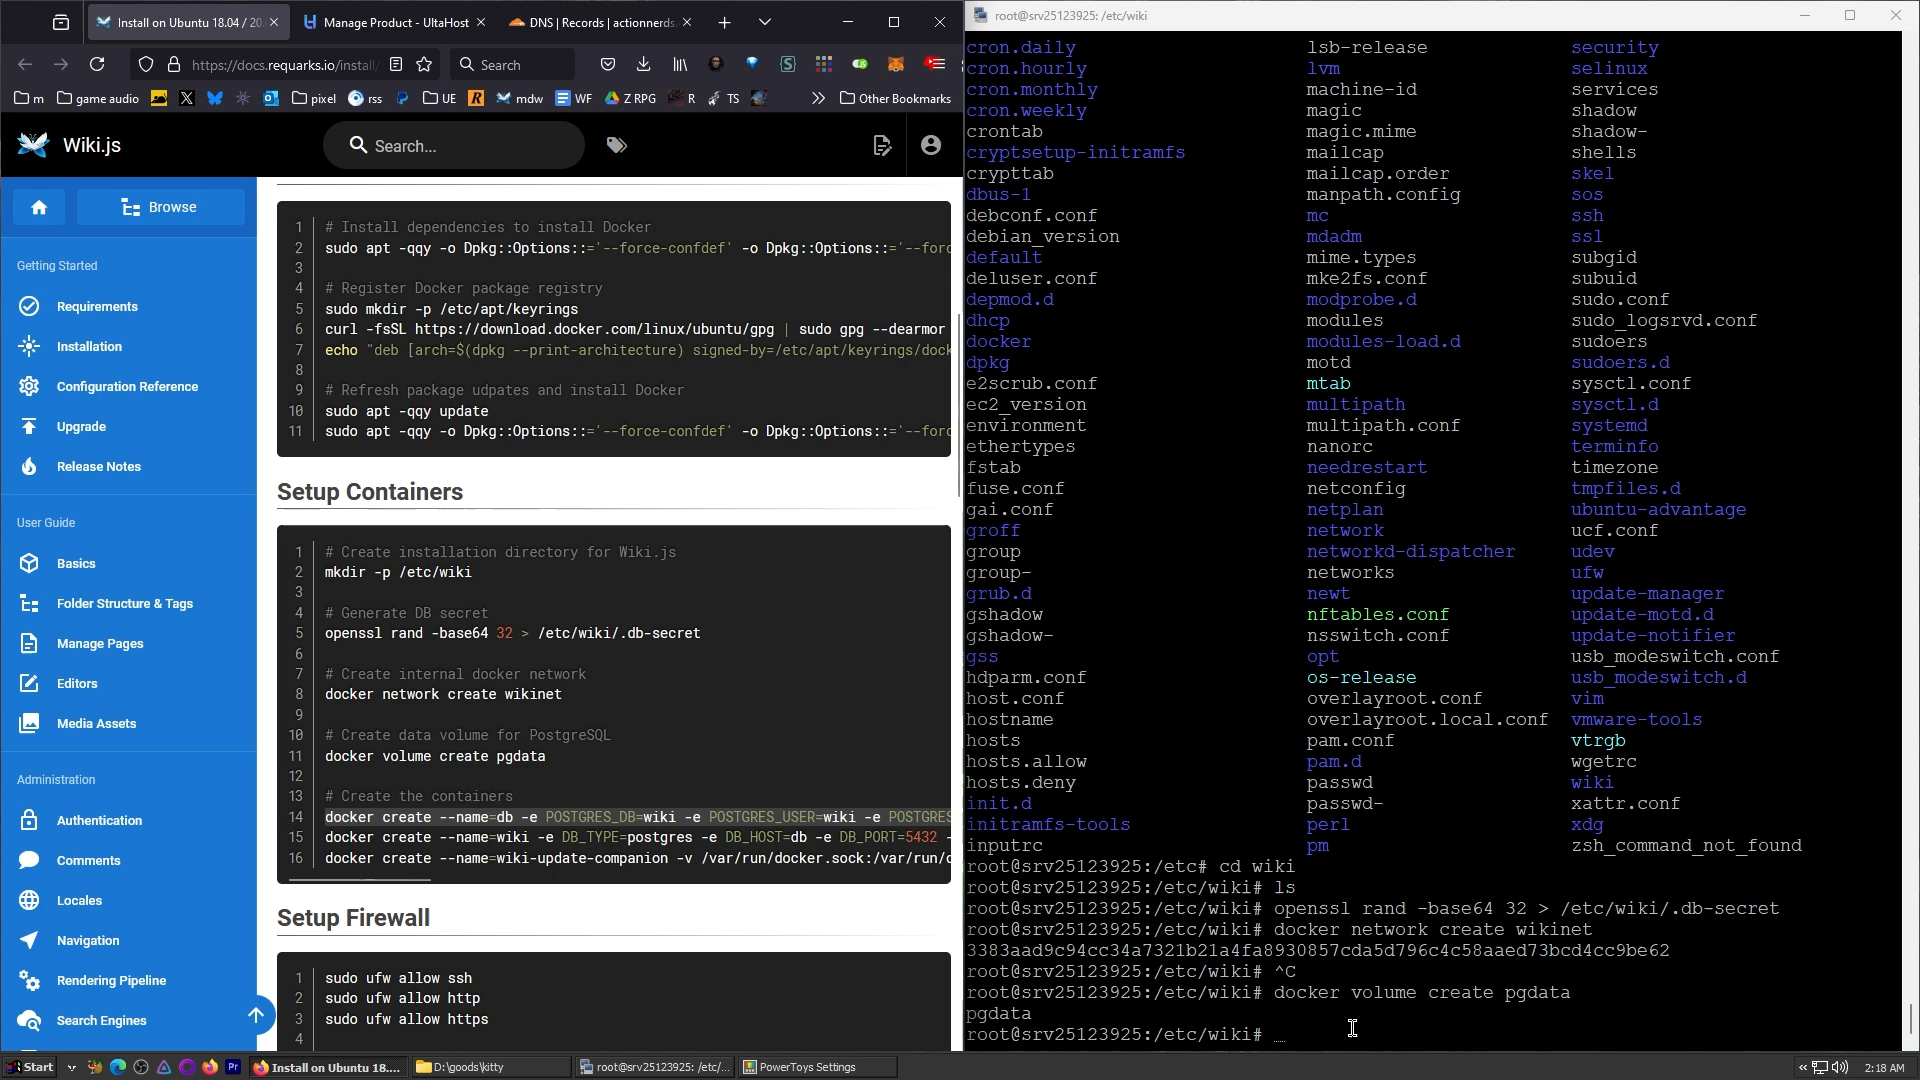 Install on Ubuntu 18.04 / 20.
Manage Product - UltaHost
DNS | Records | actionnerds.
https://docs.requarks.io/install
Search
m
game audio
pixel
rss
UE
mdw
WF
Z RPG
R
TS
Other Bookmarks
Wiki.js
Search...
Browse
Getting Started
Requirements
Installation
Configuration Reference
Upgrade
Release Notes
User Guide
Basics
Folder Structure & Tags
Manage Pages
Editors
Media Assets
Administration
Authentication
Comments
Locales
Navigation
Rendering Pipeline
Search Engines
1 # Install dependencies to install Docker
2 sudo apt -qqy -o Dpkg::Options::='--force-confdef' -o Dpkg::Options::='--forc
3
4 # Register Docker package registry
5 sudo mkdir -p /etc/apt/keyrings
6 curl -fsSL https://download.docker.com/linux/ubuntu/gpg | sudo gpg --dearmor
7 echo "deb [arch=$(dpkg --print-architecture) signed-by=/etc/apt/keyrings/dock
8
9 # Refresh package udpates and install Docker
10 sudo apt -qqy update
11 sudo apt -qqy -o Dpkg::Options::='--force-confdef' -o Dpkg::Options::='--forc
Setup Containers
1 # Create installation directory for Wiki.js
2 mkdir -p /etc/wiki
3
4 # Generate DB secret
5 openssl rand -base64 32 > /etc/wiki/.db-secret
6
7 # Create internal docker network
8 docker network create wikinet
9
10 # Create data volume for PostgreSQL
11 docker volume create pgdata
12
13 # Create the containers
14 docker create --name=db -e POSTGRES_DB=wiki -e POSTGRES_USER=wiki -e POSTGRES
15 docker create --name=wiki -e DB_TYPE=postgres -e DB_HOST=db -e DB_PORT=5432 -
16 docker create --name=wiki-update-companion -v /var/run/docker.sock:/var/run/d
Setup Firewall
1 sudo ufw allow ssh
2 sudo ufw allow http
3 sudo ufw allow https
4
root@srv25123925: /etc/wiki
cron.daily lsb-release security
cron.hourly lvm selinux
cron.monthly machine-id services
cron.weekly magic shadow
crontab magic.mime shadow-
cryptsetup-initramfs mailcap shells
crypttab mailcap.order skel
dbus-1 manpath.config sos
debconf.conf mc ssh
debian_version mdadm ssl
default mime.types subgid
deluser.conf mke2fs.conf subuid
depmod.d modprobe.d sudo.conf
dhcp modules sudo_logsrvd.conf
docker modules-load.d sudoers
dpkg motd sudoers.d
e2scrub.conf mtab sysctl.conf
ec2_version multipath sysctl.d
environment multipath.conf systemd
ethertypes nanorc terminfo
fstab needrestart timezone
fuse.conf netconfig tmpfiles.d
gai.conf netplan ubuntu-advantage
groff network ucf.conf
group networkd-dispatcher udev
group- networks ufw
grub.d newt update-manager
gshadow nftables.conf update-motd.d
gshadow- nsswitch.conf update-notifier
gss opt usb_modeswitch.conf
hdparm.conf os-release usb_modeswitch.d
host.conf overlayroot.conf vim
hostname overlayroot.local.conf vmware-tools
hosts pam.conf vtrgb
hosts.allow pam.d wgetrc
hosts.deny passwd wiki
init.d passwd- xattr.conf
initramfs-tools perl xdg
inputrc pm zsh_command_not_found
root@srv25123925:/etc# cd wiki
root@srv25123925:/etc/wiki# ls
root@srv25123925:/etc/wiki# openssl rand -base64 32 > /etc/wiki/.db-secret
root@srv25123925:/etc/wiki# docker network create wikinet
3383aad9c94cc34a7321b21a4fa8930857cda5d796c4c58aaed73bcd4cc9be62
root@srv25123925:/etc/wiki# ^C
root@srv25123925:/etc/wiki# docker volume create pgdata
pgdata
root@srv25123925:/etc/wiki#
Start
Pr
Install on Ubuntu 18....
D:\goods\kitty
root@srv25123925: /etc/...
PowerToys Settings
2:18 AM